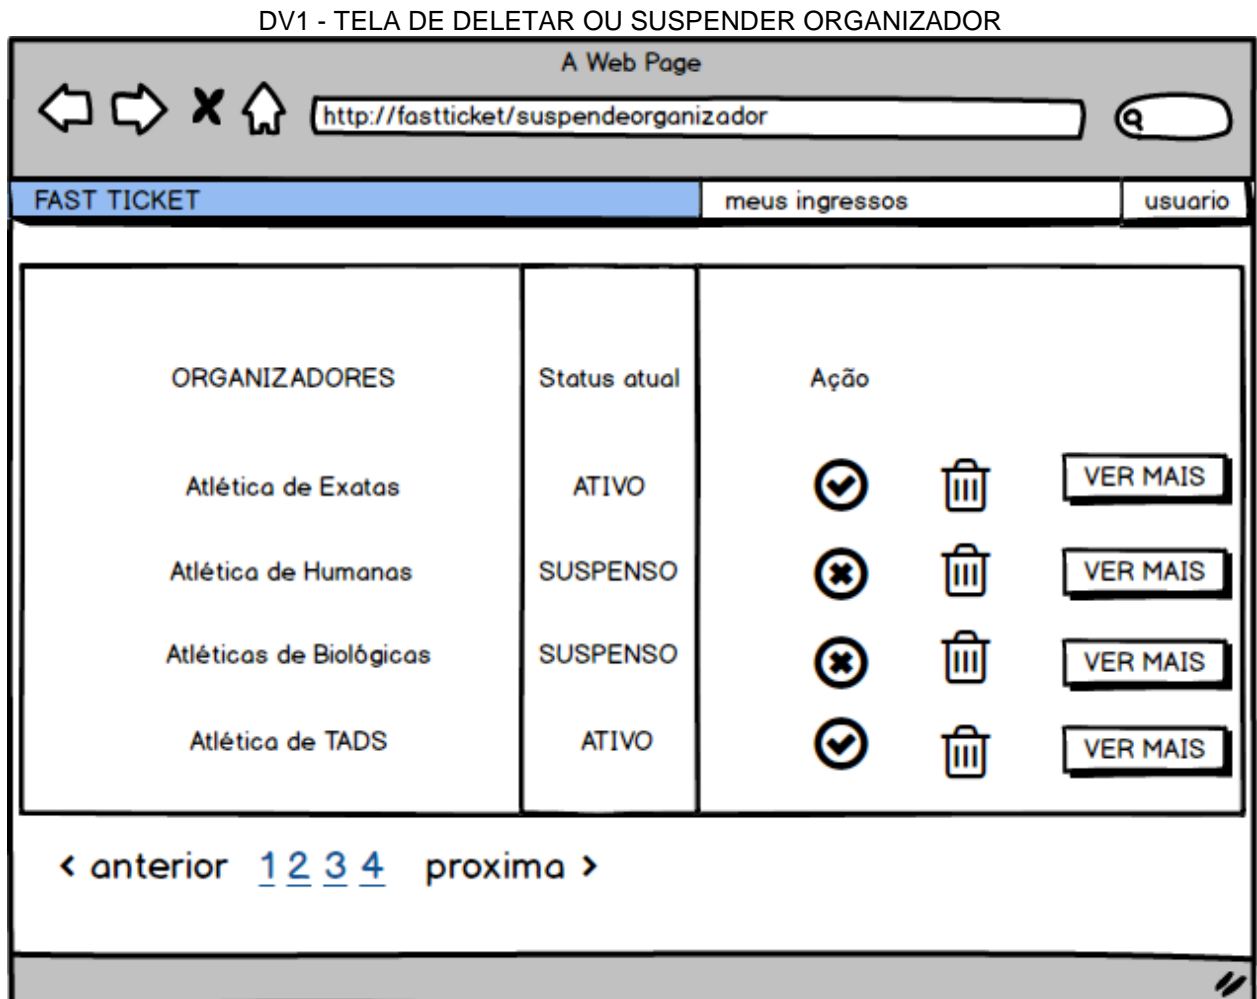 DV1 - TELA DE DELETAR OU SUSPENDER ORGANIZADOR
A Web Page
http://fastticket/suspendeorganizador
FAST TICKET meus ingressos usuario
ORGANIZADORES Status atual Ação
Atlética de Exatas ATIVO VER MAIS
Atlética de Humanas SUSPENSO VER MAIS
Atléticas de Biológicas SUSPENSO VER MAIS
Atlética de TADS ATIVO VER MAIS
< anterior 1 2 3 4 proxima >